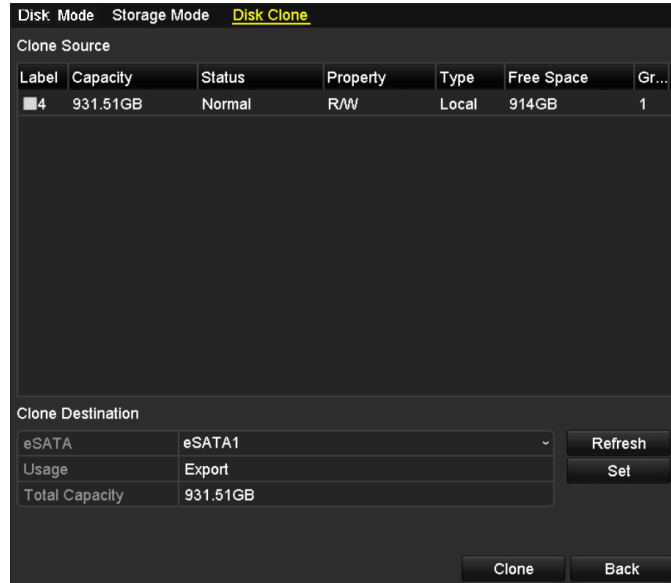 Disk Mode Storage Mode Disk Clone
Clone Source
Label Capacity Status Property Type Free Space Gr...
4 931.51GB Normal R/W Local 914GB 1
Clone Destination
eSATA eSATA1 Refresh
Usage Export Set
Total Capacity 931.51GB
Clone Back